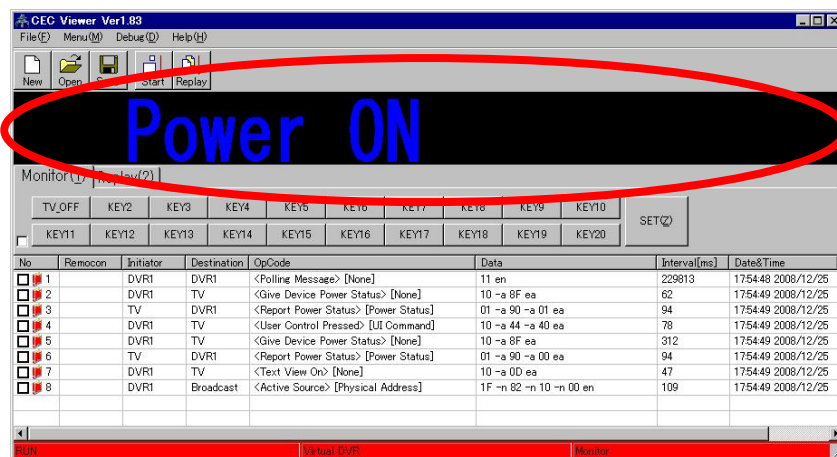 CEC Viewer Ver1.83
File(F) Menu(M) Debug(D) Help(H)
New Open Start Replay
Power ON
Monitor(1) Replay(2)
TV_OFF KEY2 KEY3 KEY4 KEY5 KEY6 KEY7 KEY8 KEY9 KEY10
SET(Z)
KEY11 KEY12 KEY13 KEY14 KEY15 KEY16 KEY17 KEY18 KEY19 KEY20
No Remocon Initiator Destination OpCode Data Interval[ms] Date&Time
1 DVR1 DVR1 <Polling Message> [None] 11 en 229813 17:54:48 2008/12/25
2 DVR1 TV <Give Device Power Status> [None] 10 -a 8F ea 62 17:54:49 2008/12/25
3 TV DVR1 <Report Power Status> [Power Status] 01 -a 90 -a 01 ea 94 17:54:49 2008/12/25
4 DVR1 TV <User Control Pressed> [UI Command] 10 -a 44 -a 40 ea 78 17:54:49 2008/12/25
5 DVR1 TV <Give Device Power Status> [None] 10 -a 8F ea 312 17:54:49 2008/12/25
6 TV DVR1 <Report Power Status> [Power Status] 01 -a 90 -a 00 ea 94 17:54:49 2008/12/25
7 DVR1 TV <Text View On> [None] 10 -a 0D ea 47 17:54:49 2008/12/25
8 DVR1 Broadcast <Active Source> [Physical Address] 1F -n 82 -n 10 -n 00 en 109 17:54:49 2008/12/25
RUN Virtual DVR Monitor